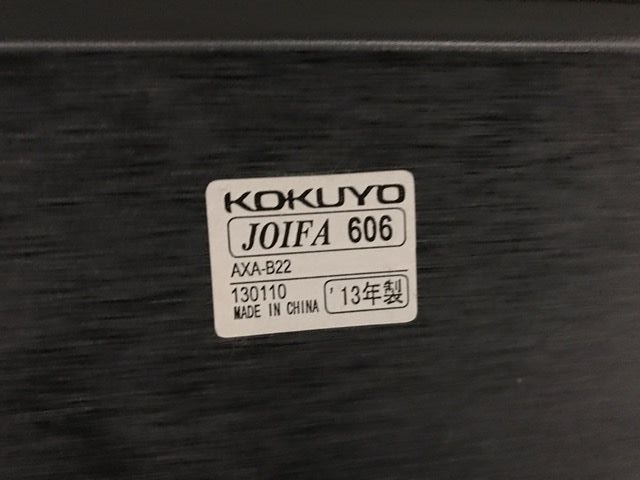 KOKUYO
JOIFA 606
AXA-B22
130110
MADE IN CHINA
'13年製